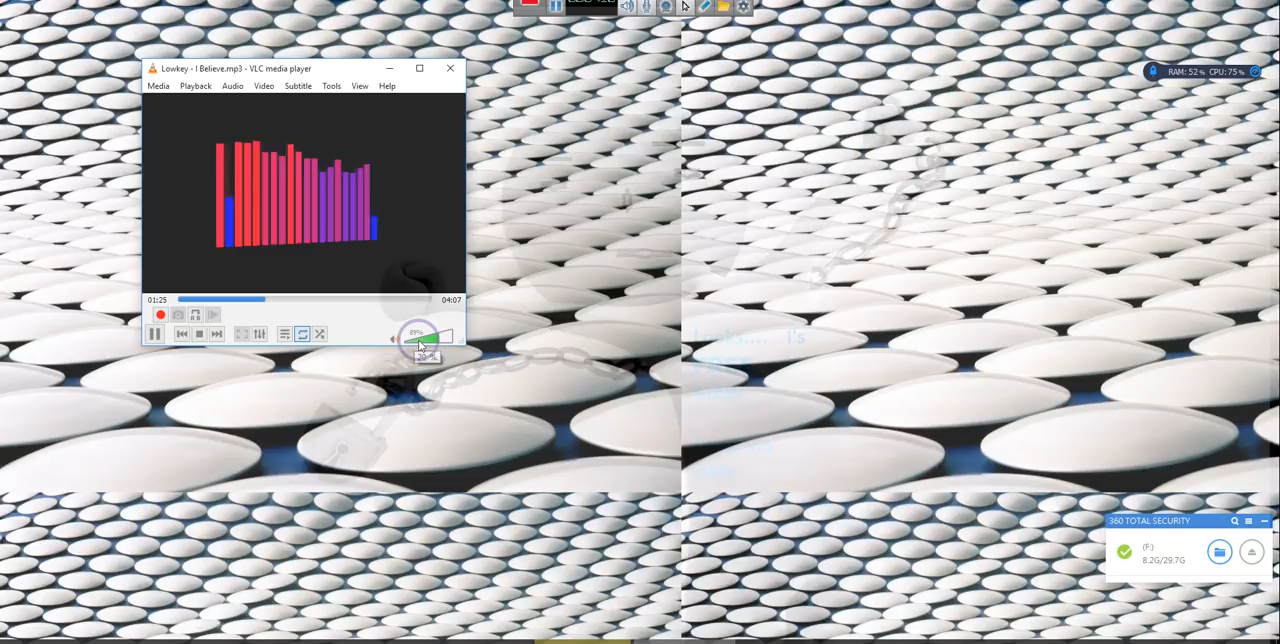 RAM: 52% CPU: 75%
Lowkey - I Believe.mp3 - VLC media player
Media Playback Audio Video Subtitle Tools View Help
01:25 04:07
89%
I's
360 TOTAL SECURITY
(F:)
8.2G/29.7G